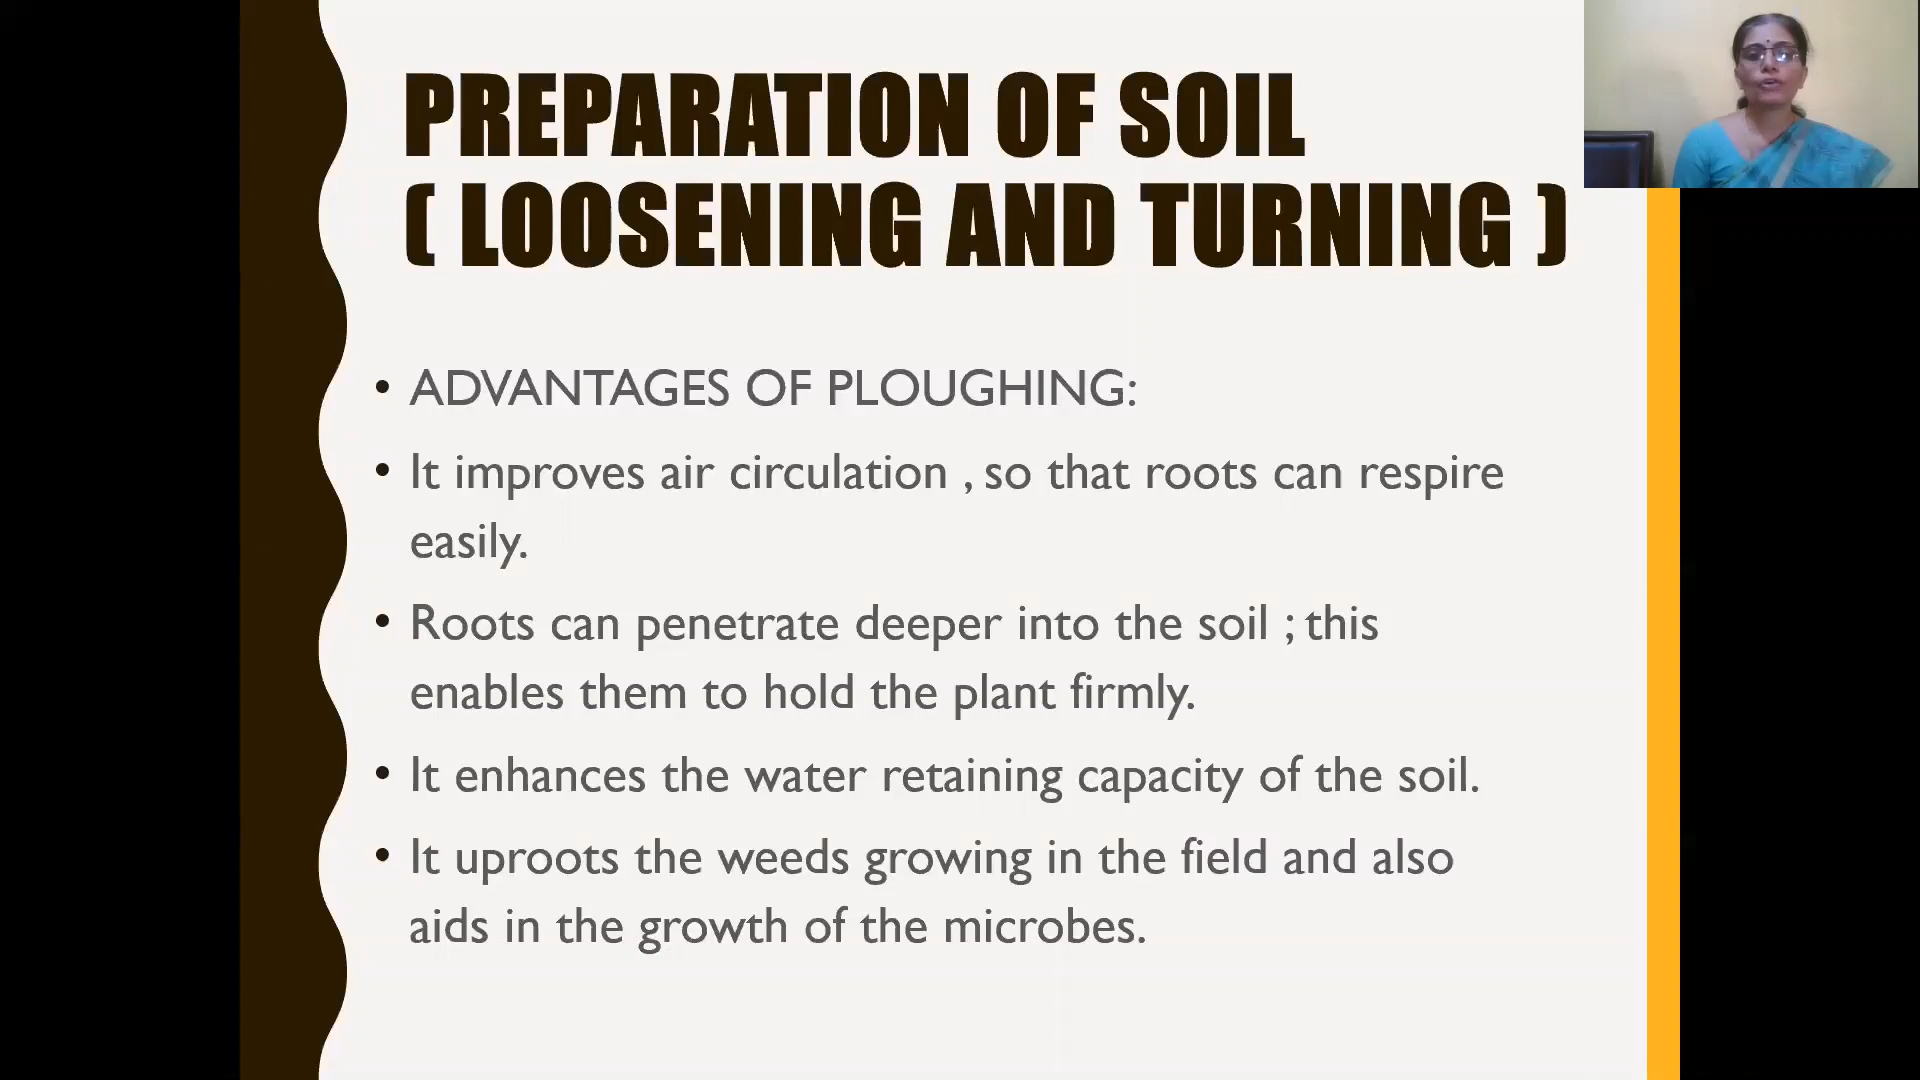 PREPARATION OF SOIL
( LOOSENING AND TURNING )
• ADVANTAGES OF PLOUGHING:
• It improves air circulation , so that roots can respire
easily.
• Roots can penetrate deeper into the soil ; this
enables them to hold the plant firmly.
• It enhances the water retaining capacity of the soil.
• It uproots the weeds growing in the field and also
aids in the growth of the microbes.